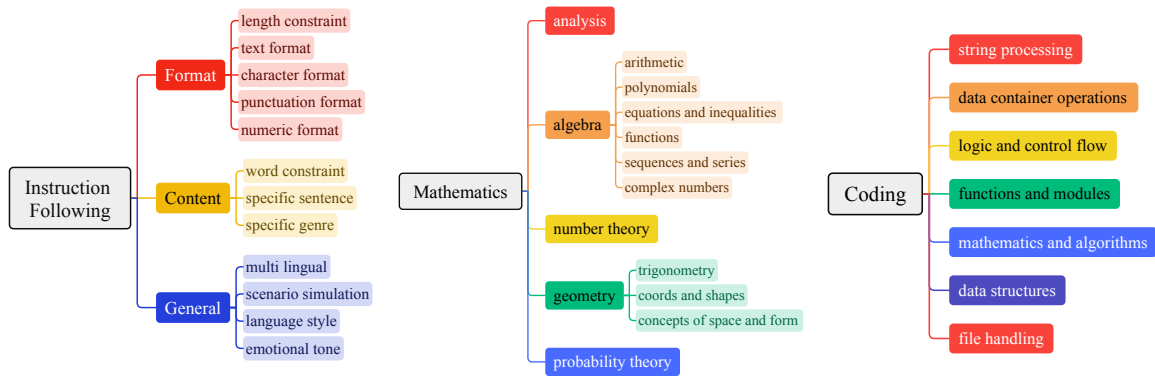 Instruction
Following
Format
length constraint
text format
character format
punctuation format
numeric format
Content
word constraint
specific sentence
specific genre
General
multi lingual
scenario simulation
language style
emotional tone
Mathematics
analysis
algebra
arithmetic
polynomials
equations and inequalities
functions
sequences and series
complex numbers
number theory
geometry
trigonometry
coords and shapes
concepts of space and form
probability theory
Coding
string processing
data container operations
logic and control flow
functions and modules
mathematics and algorithms
data structures
file handling